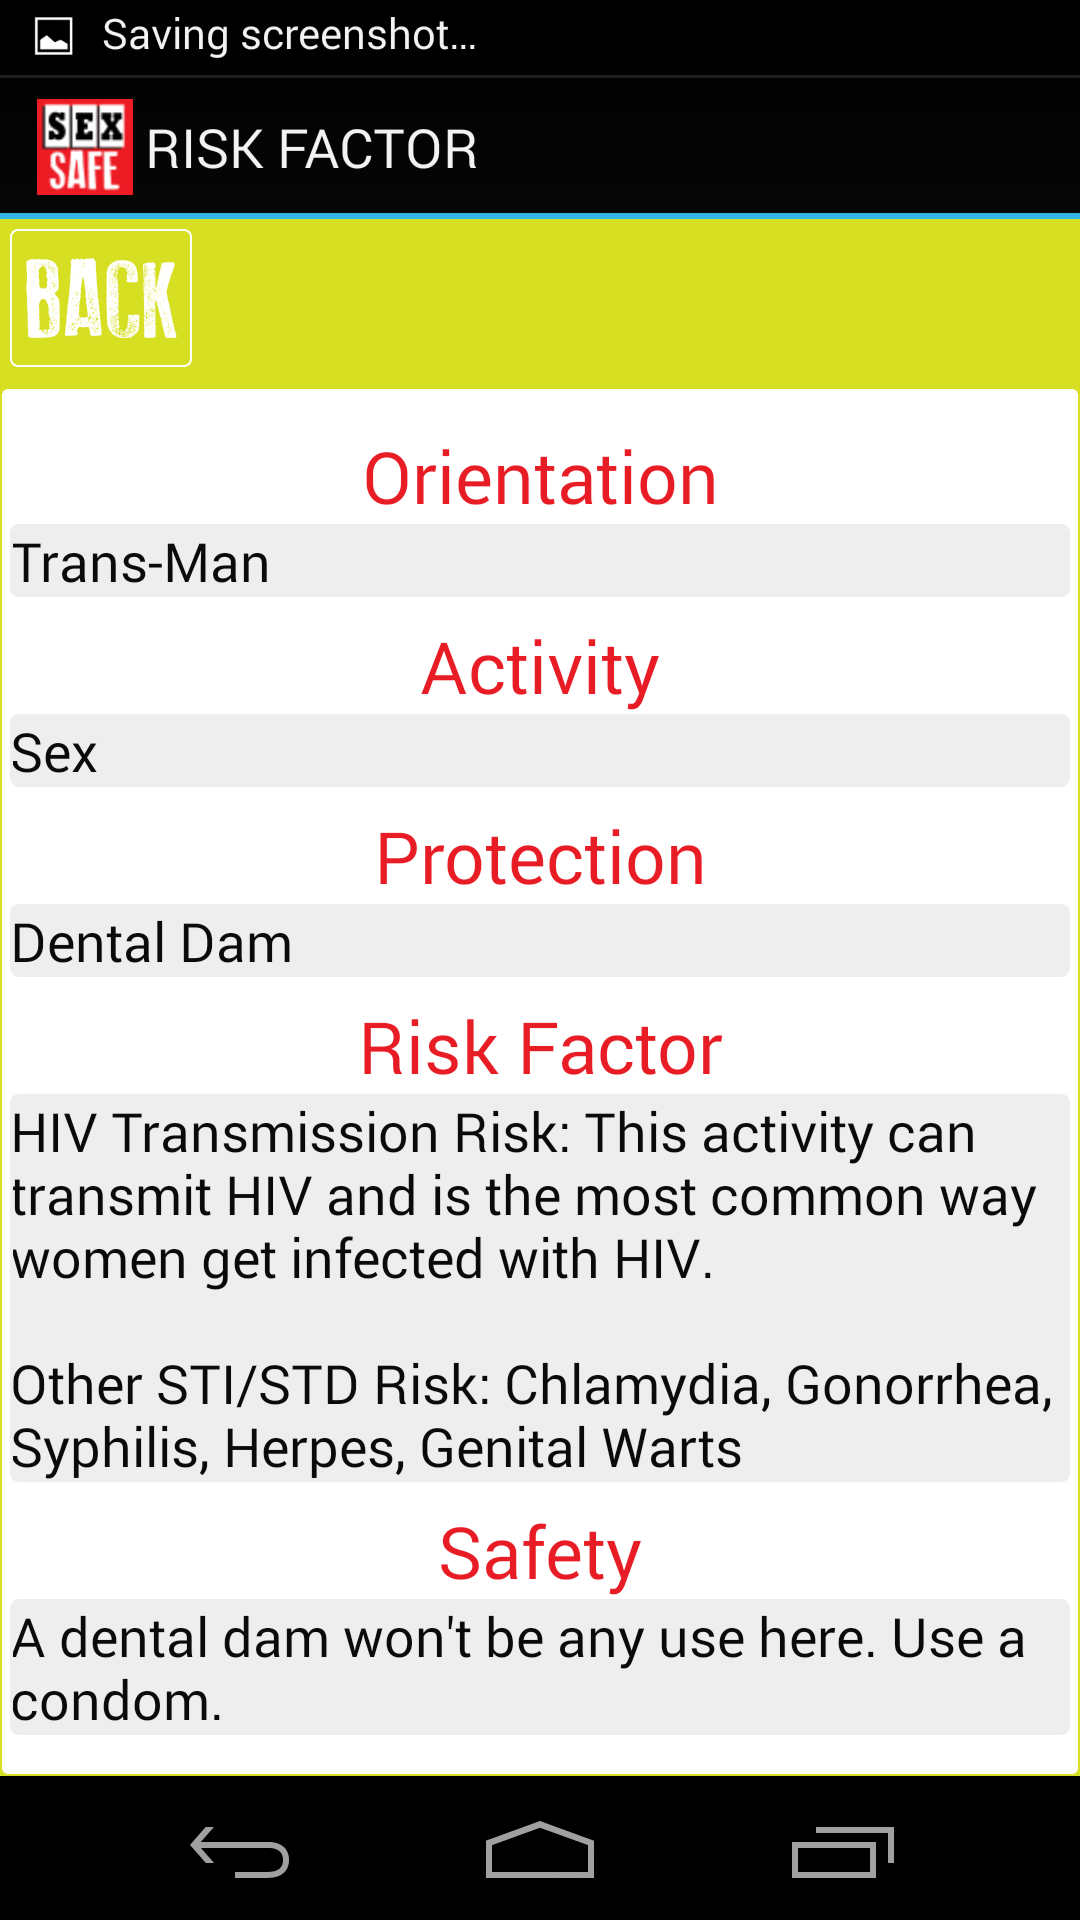 Saving screenshot...
SEX
SAFE
RISK FACTOR
BACK
Orientation
Trans-Man
Activity
Sex
Protection
Dental Dam
Risk Factor
HIV Transmission Risk: This activity can
transmit HIV and is the most common way
women get infected with HIV.
Other STI/STD Risk: Chlamydia, Gonorrhea,
Syphilis, Herpes, Genital Warts
Safety
A dental dam won't be any use here. Use a
condom.